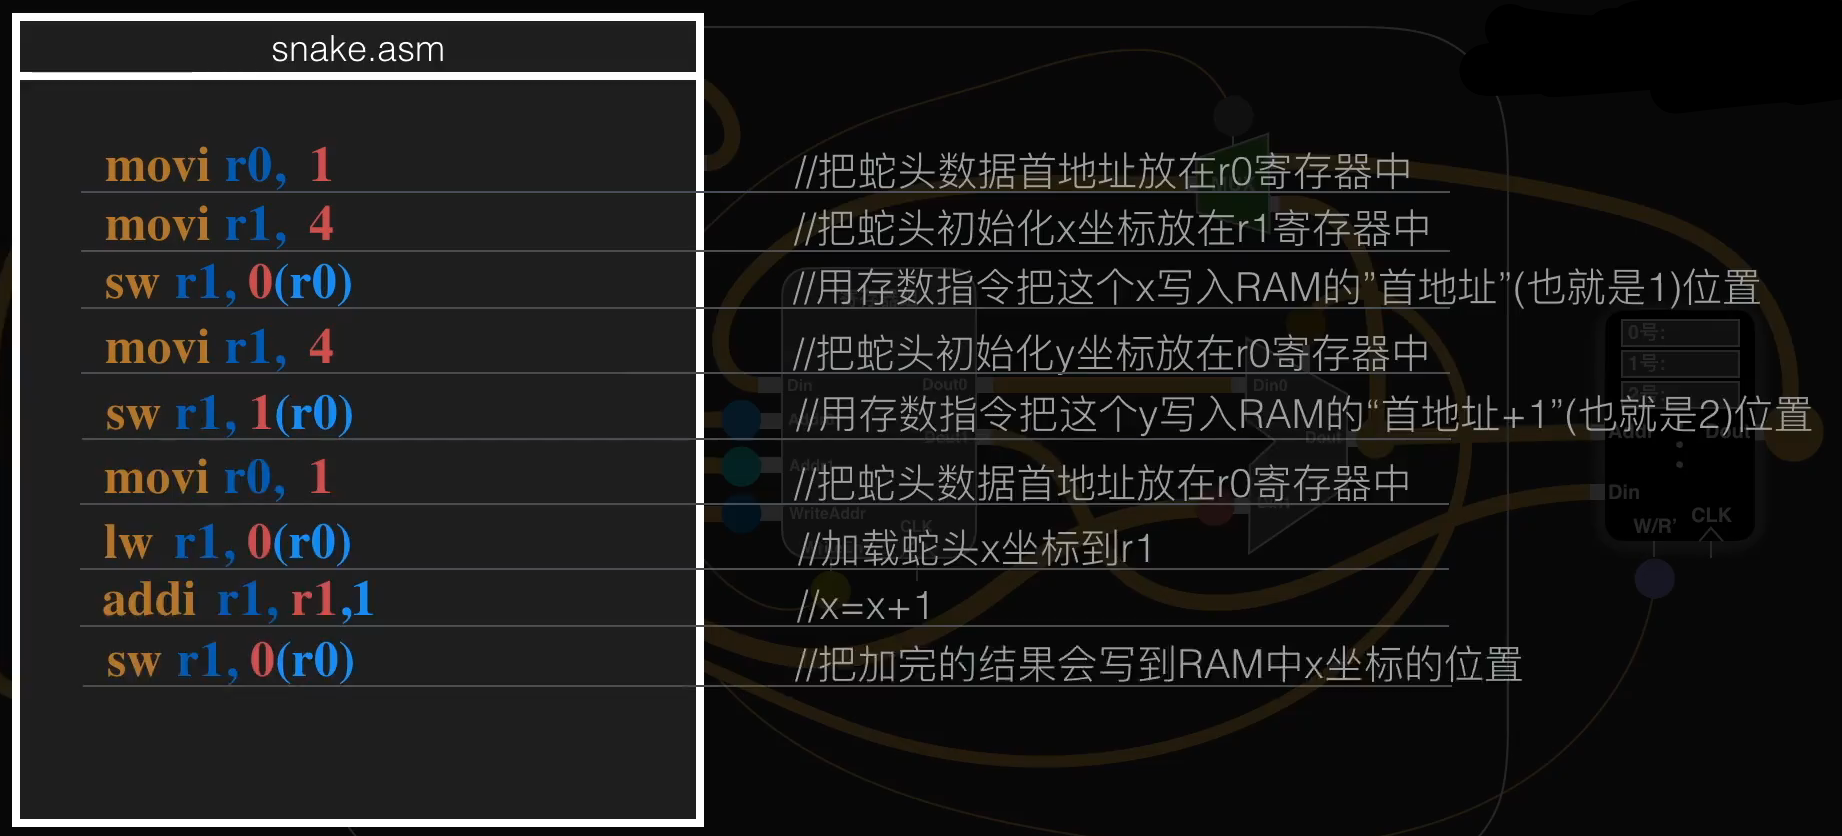 snake.asm
movi r0, 1 //把蛇头数据首地址放在r0寄存器中
movi r1, 4 //把蛇头初始化x坐标放在r1寄存器中
sw r1, 0(r0) //用存数指令把这个x写入RAM的”首地址”(也就是1)位置
0号:
movi r1, 4 //把蛇头初始化y坐标放在r0寄存器中
1号:
Din Dout0 Din0
2号:
sw r1, 1(r0) //用存数指令把这个y写入RAM的“首地址+1”(也就是2)位置
Addr Dout
movi r0, 1 //把蛇头数据首地址放在r0寄存器中
Din
WriteAddr
CLK
W/R’ CLK
lw r1, 0(r0) //加载蛇头x坐标到r1
addi r1, r1,1 //x=x+1
sw r1, 0(r0) //把加完的结果会写到RAM中x坐标的位置